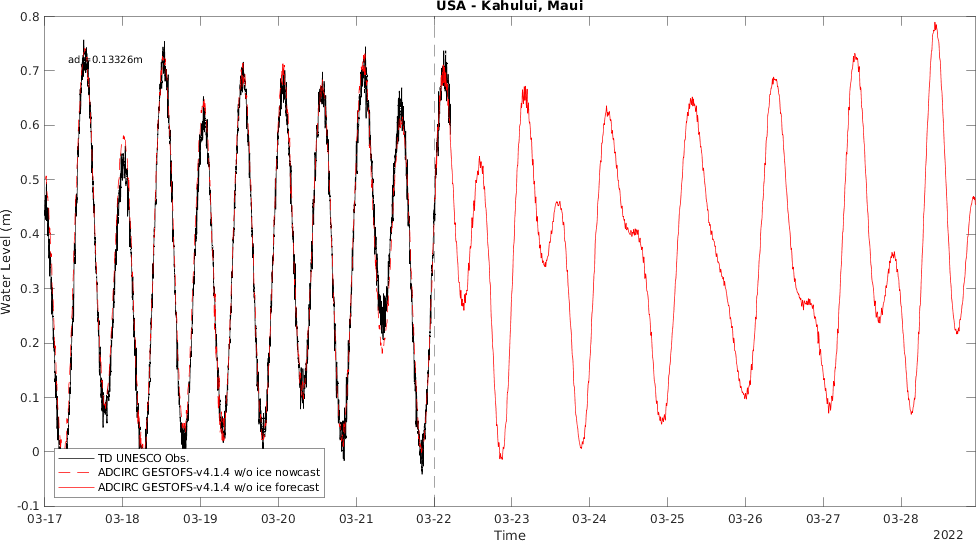 USA - Kahului, Maui
0.8
0.7
0.6
0.5
0.4
0.3
0.2
0.1
0
-0.1
Water Level (m)
TD UNESCO Obs.
ADCIRC GESTOFS-v4.1.4 w/o ice nowcast
ADCIRC GESTOFS-v4.1.4 w/o ice forecast
03-17 03-18 03-19 03-20 03-21 03-22 03-23 03-24 03-25 03-26 03-27 03-28
Time
2022